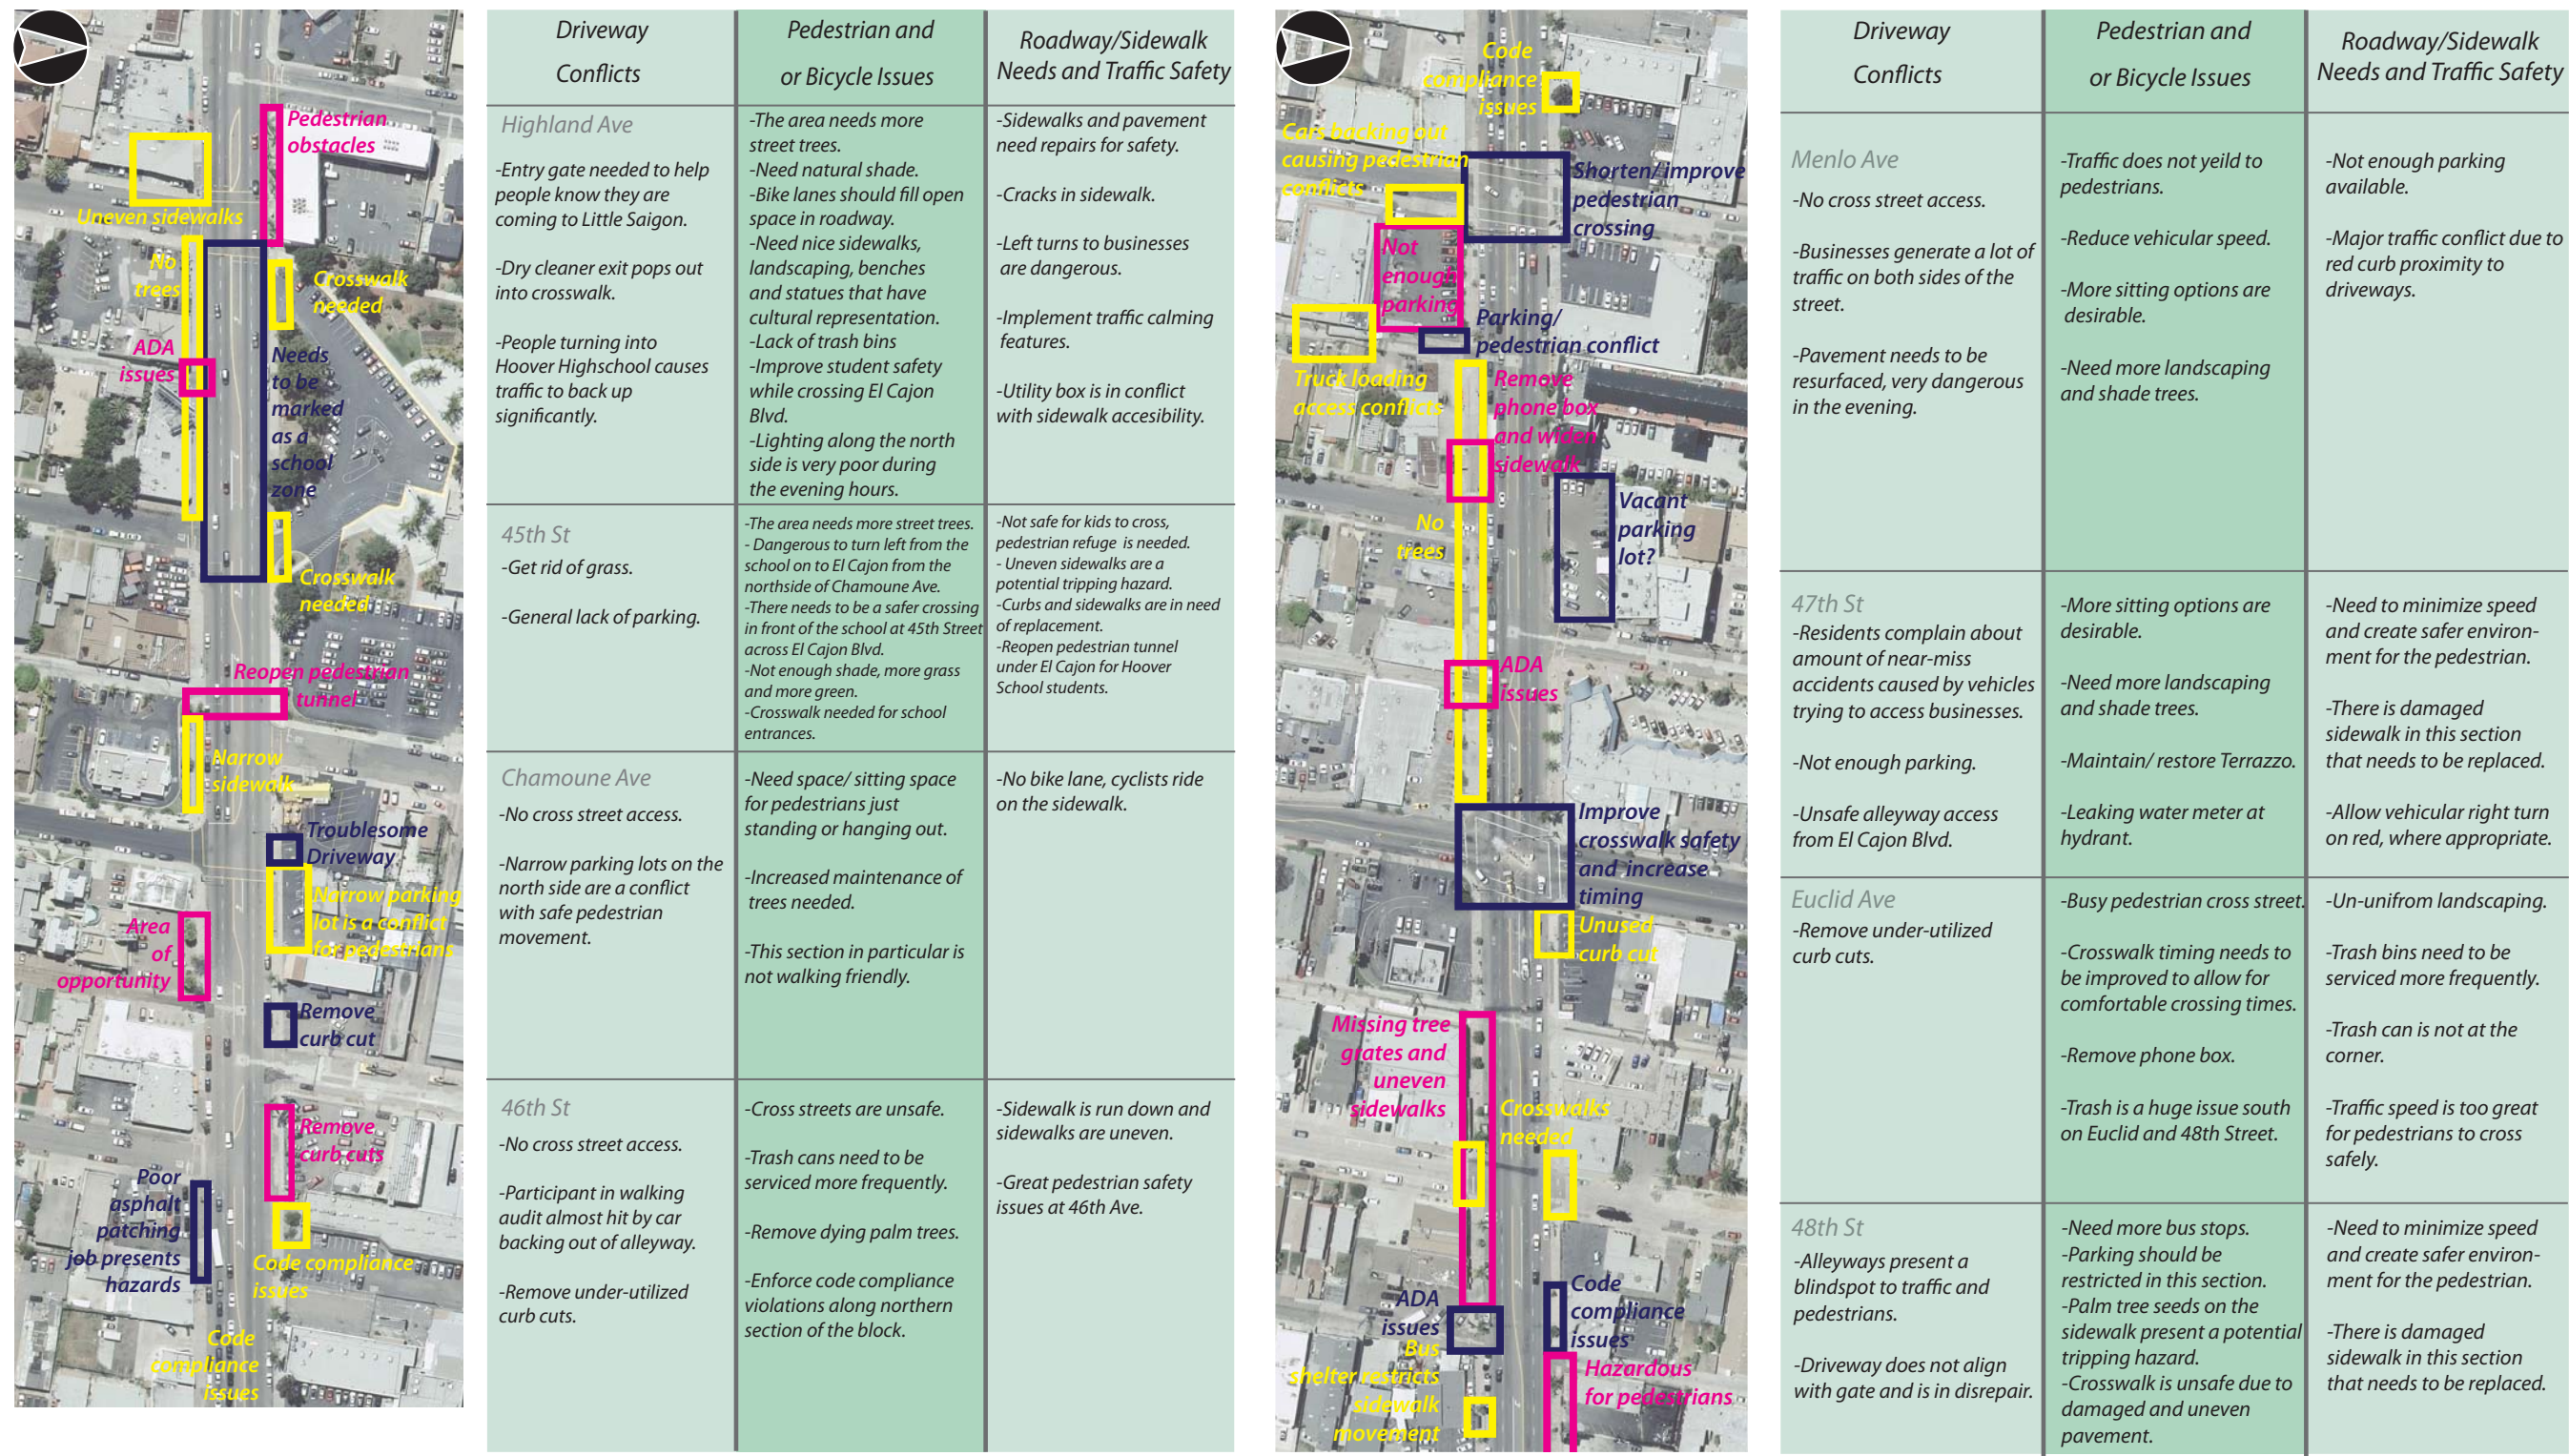 Pedestrian
obstacles
Uneven sidewalks
No
trees
Crosswalk
needed
ADA
issues
Needs
to be
marked
as a
school
zone
Crosswalk
needed
Reopen pedestrian
tunnel
Narrow
sidewalk
Troublesome
Driveway
Narrow parking
lot is a conflict
for pedestrians
Area
of
opportunity
Remove
curb cut
Remove
curb cuts
Poor
asphalt
patching
job presents
hazards
Code compliance
issues
Code
compliance
issues
Driveway
Conflicts
Pedestrian and
or Bicycle Issues
Roadway/Sidewalk
Needs and Traffic Safety
Highland Ave
-Entry gate needed to help
people know they are
coming to Little Saigon.
-Dry cleaner exit pops out
into crosswalk.
-People turning into
Hoover Highschool causes
traffic to back up
significantly.
-The area needs more
street trees.
-Need natural shade.
-Bike lanes should fill open
space in roadway.
-Need nice sidewalks,
landscaping, benches
and statues that have
cultural representation.
-Lack of trash bins
-Improve student safety
while crossing El Cajon
Blvd.
-Lighting along the north
side is very poor during
the evening hours.
-Sidewalks and pavement
need repairs for safety.
-Cracks in sidewalk.
-Left turns to businesses
are dangerous.
-Implement traffic calming
features.
-Utility box is in conflict
with sidewalk accesibility.
45th St
-Get rid of grass.
-General lack of parking.
-The area needs more street trees.
- Dangerous to turn left from the
school on to El Cajon from the
northside of Chamoune Ave.
-There needs to be a safer crossing
in front of the school at 45th Street
across El Cajon Blvd.
-Not enough shade, more grass
and more green.
-Crosswalk needed for school
entrances.
-Not safe for kids to cross,
pedestrian refuge is needed.
- Uneven sidewalks are a
potential tripping hazard.
-Curbs and sidewalks are in need
of replacement.
-Reopen pedestrian tunnel
under El Cajon for Hoover
School students.
Chamoune Ave
-No cross street access.
-Narrow parking lots on the
north side are a conflict
with safe pedestrian
movement.
-Need space/ sitting space
for pedestrians just
standing or hanging out.
-Increased maintenance of
trees needed.
-This section in particular is
not walking friendly.
-No bike lane, cyclists ride
on the sidewalk.
46th St
-No cross street access.
-Participant in walking
audit almost hit by car
backing out of alleyway.
-Remove under-utilized
curb cuts.
-Cross streets are unsafe.
-Trash cans need to be
serviced more frequently.
-Remove dying palm trees.
-Enforce code compliance
violations along northern
section of the block.
-Sidewalk is run down and
sidewalks are uneven.
-Great pedestrian safety
issues at 46th Ave.
Code
compliance
issues
Cars backing out
causing pedestrian
conflicts
Shorten/ improve
pedestrian
crossing
Not
enough
parking
Parking/
pedestrian conflict
Truck loading
access conflicts
Remove
phone box
and widen
sidewalk
Vacant
parking
lot?
No
trees
ADA
issues
Improve
crosswalk safety
and increase
timing
Unused
curb cut
Missing tree
grates and
uneven
sidewalks
Crosswalks
needed
ADA
issues
Code
compliance
issues
Bus
shelter restricts
sidewalk
movement
Hazardous
for pedestrians
Driveway
Conflicts
Pedestrian and
or Bicycle Issues
Roadway/Sidewalk
Needs and Traffic Safety
Menlo Ave
-No cross street access.
-Businesses generate a lot of
traffic on both sides of the
street.
-Pavement needs to be
resurfaced, very dangerous
in the evening.
-Traffic does not yeild to
pedestrians.
-Reduce vehicular speed.
-More sitting options are
desirable.
-Need more landscaping
and shade trees.
-Not enough parking
available.
-Major traffic conflict due to
red curb proximity to
driveways.
47th St
-Residents complain about
amount of near-miss
accidents caused by vehicles
trying to access businesses.
-Not enough parking.
-Unsafe alleyway access
from El Cajon Blvd.
-More sitting options are
desirable.
-Need more landscaping
and shade trees.
-Maintain/ restore Terrazzo.
-Leaking water meter at
hydrant.
-Need to minimize speed
and create safer environ-
ment for the pedestrian.
-There is damaged
sidewalk in this section
that needs to be replaced.
-Allow vehicular right turn
on red, where appropriate.
Euclid Ave
-Remove under-utilized
curb cuts.
-Busy pedestrian cross street.
-Crosswalk timing needs to
be improved to allow for
comfortable crossing times.
-Remove phone box.
-Trash is a huge issue south
on Euclid and 48th Street.
-Un-unifrom landscaping.
-Trash bins need to be
serviced more frequently.
-Trash can is not at the
corner.
-Traffic speed is too great
for pedestrians to cross
safely.
48th St
-Alleyways present a
blindspot to traffic and
pedestrians.
-Driveway does not align
with gate and is in disrepair.
-Need more bus stops.
-Parking should be
restricted in this section.
-Palm tree seeds on the
sidewalk present a potential
tripping hazard.
-Crosswalk is unsafe due to
damaged and uneven
pavement.
-Need to minimize speed
and create safer environ-
ment for the pedestrian.
-There is damaged
sidewalk in this section
that needs to be replaced.